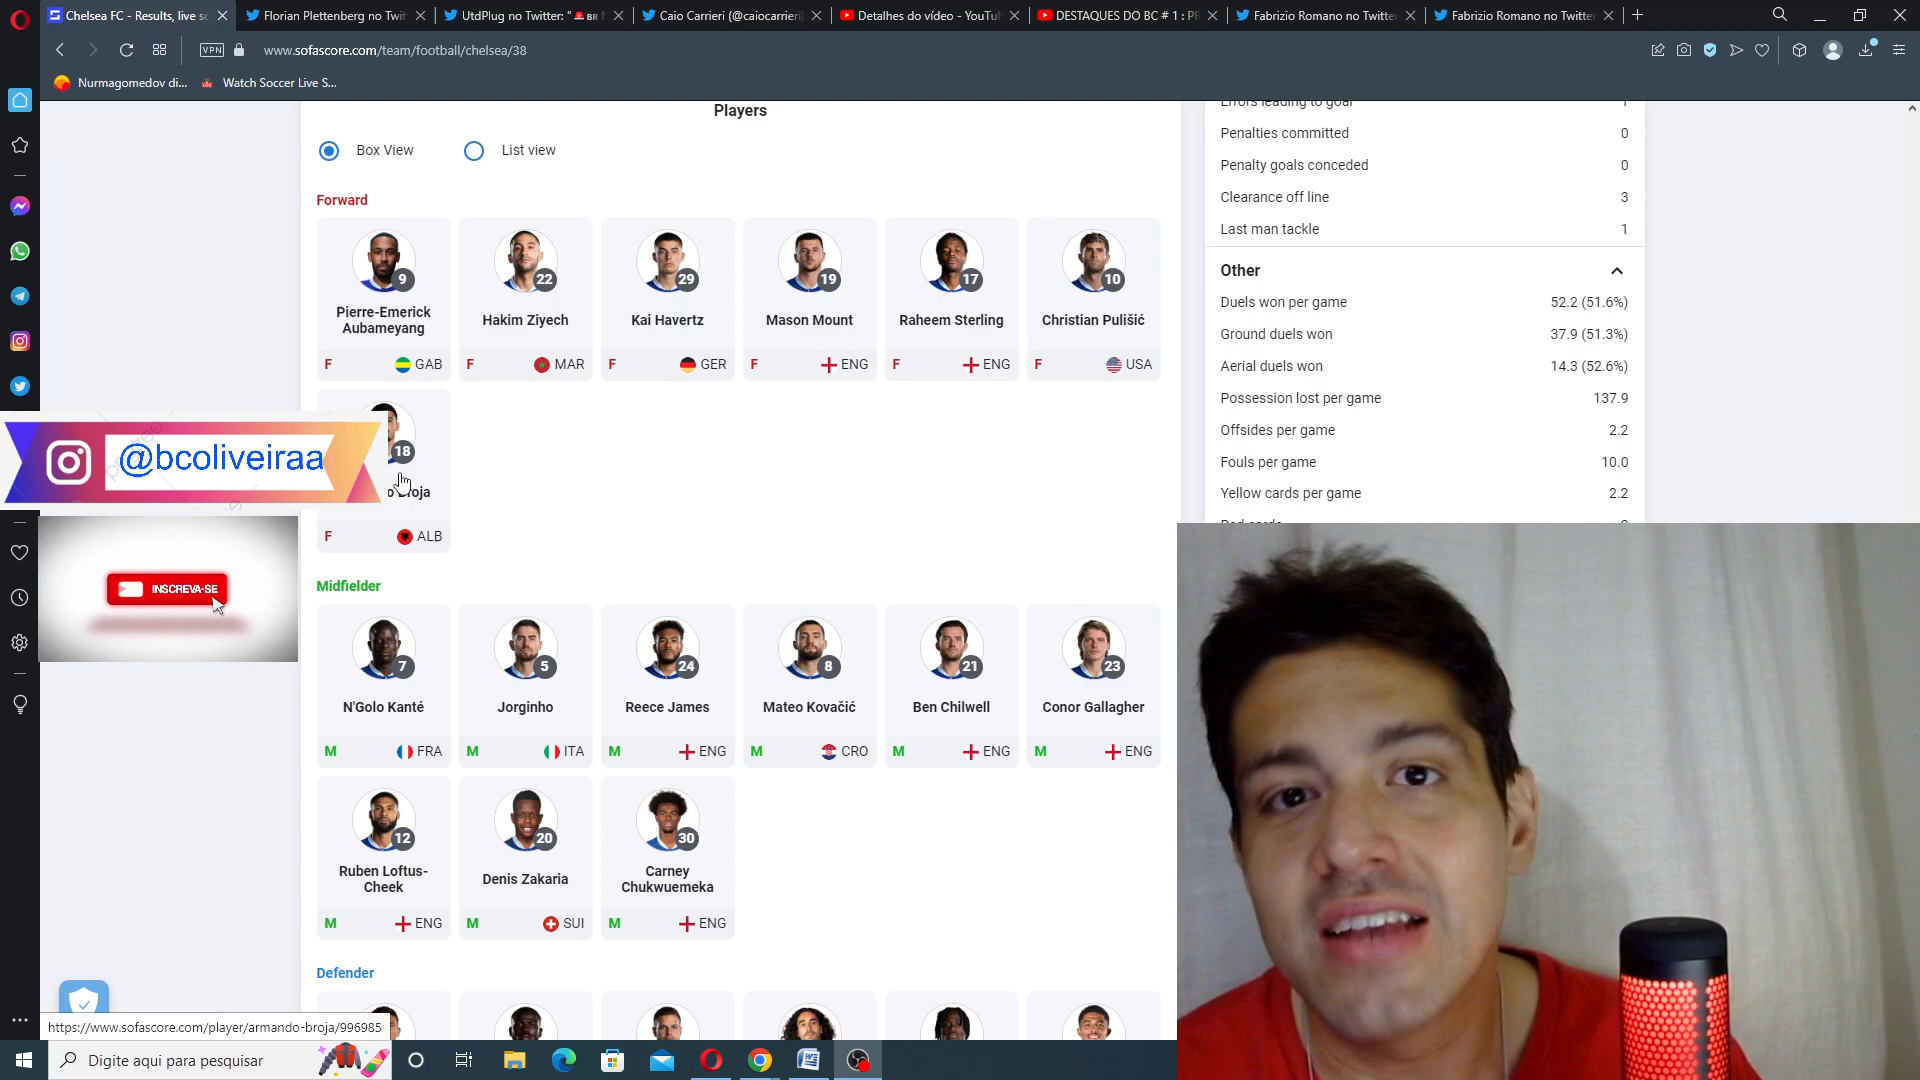 Chelsea FC - Results, live sc
Florian Plettenberg no Twit
UtdPlug no Twitter: "
Caio Carrieri (@caiocarrieri
Detalhes do vídeo - YouTu
DESTAQUES DO BC # 1 : P
Fabrizio Romano no Twitte
Fabrizio Romano no Twitte
VPN
www.sofascore.com/team/football/chelsea/38
Nurmagomedov di...
Watch Soccer Live S...
Players
Box View
List view
Forward
9
22
29
19
17
10
Pierre-Emerick
Aubameyang
Hakim Ziyech
Kai Havertz
Mason Mount
Raheem Sterling
Christian Pulišić
F GAB
F MAR
F GER
F ENG
F ENG
F USA
18
@bcoliveiraa
F ALB
INSCREVA-SE
Midfielder
7
5
24
8
21
23
N'Golo Kanté
Jorginho
Reece James
Mateo Kovačić
Ben Chilwell
Conor Gallagher
M FRA
M ITA
M ENG
M CRO
M ENG
M ENG
12
20
30
Ruben Loftus-
Cheek
Denis Zakaria
Carney
Chukwuemeka
M ENG
M SUI
M ENG
Defender
Errors leading to goal 1
Penalties committed 0
Penalty goals conceded 0
Clearance off line 3
Last man tackle 1
Other
Duels won per game 52.2 (51.6%)
Ground duels won 37.9 (51.3%)
Aerial duels won 14.3 (52.6%)
Possession lost per game 137.9
Offsides per game 2.2
Fouls per game 10.0
Yellow cards per game 2.2
https://www.sofascore.com/player/armando-broja/996985
Digite aqui para pesquisar